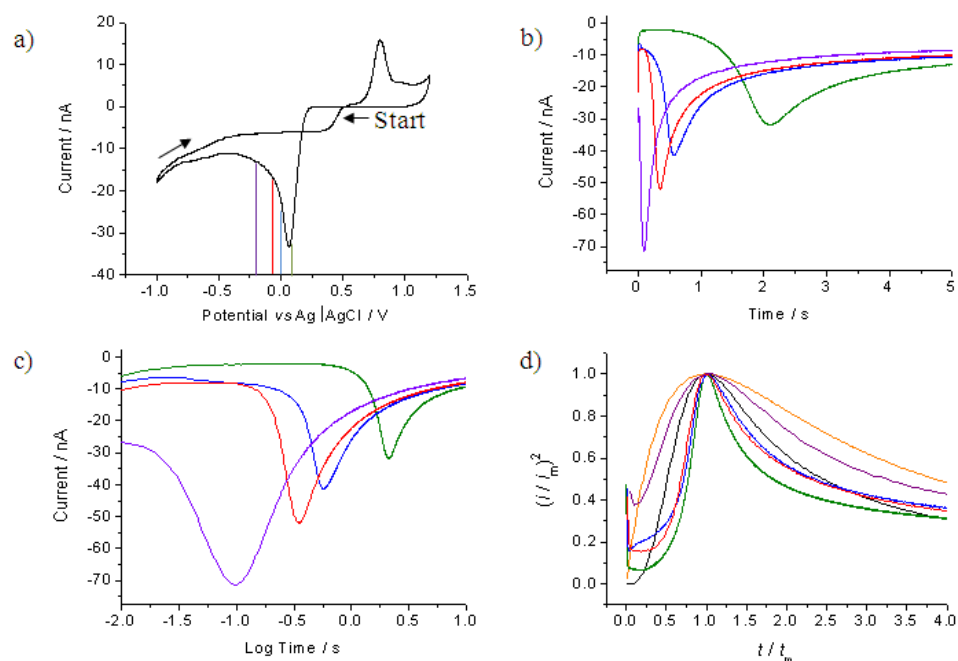 a)
20
10
0
-10
-20
-30
-40
Current / nA
Start
-1.0 -0.5 0.0 0.5 1.0 1.5
Potential vs Ag |AgCl / V
b)
0
-10
-20
-30
-40
-50
-60
-70
Current / nA
0 1 2 3 4 5
Time / s
c)
0
-10
-20
-30
-40
-50
-60
-70
Current / nA
-2.0 -1.5 -1.0 -0.5 0.0 0.5 1.0
Log Time / s
d)
1.0
0.8
0.6
0.4
0.2
0.0
(i / im)²
0.0 0.5 1.0 1.5 2.0 2.5 3.0 3.5 4.0
t / tm